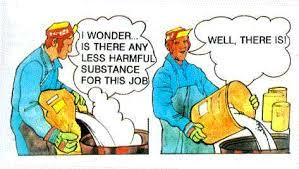 I WONDER...
IS THERE ANY
LESS HARMFUL
SUBSTANCE
FOR THIS JOB
WELL, THERE IS!